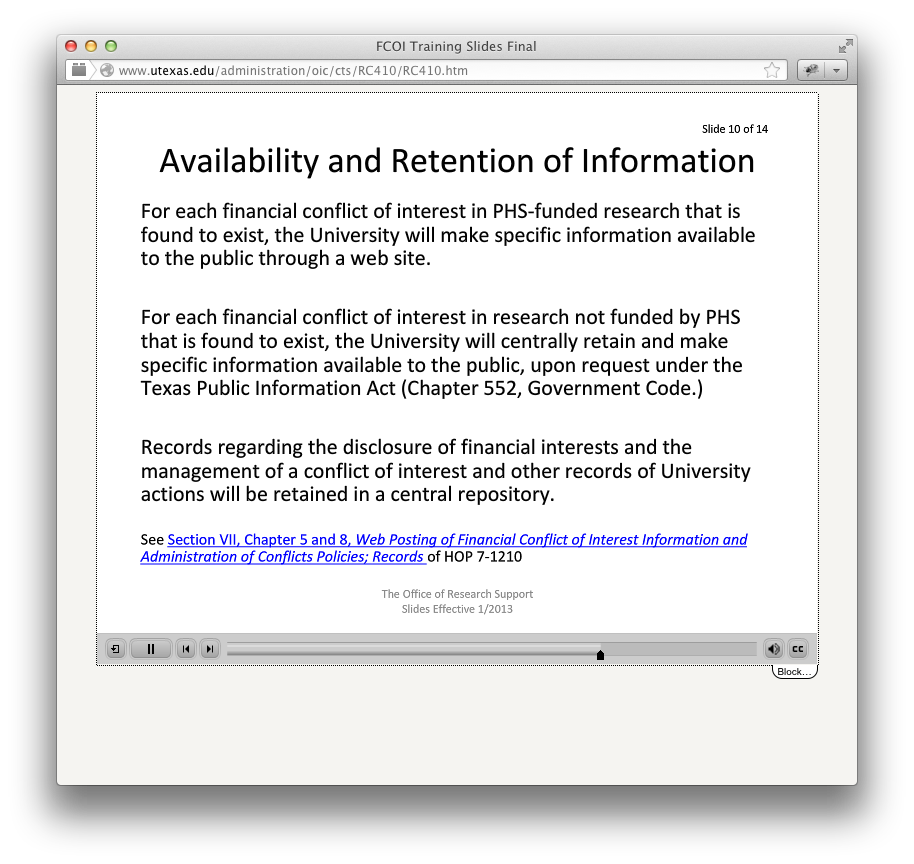 FCOI Training Slides Final
www.utexas.edu/administration/oic/cts/RC410/RC410.htm
Slide 10 of 14
Availability and Retention of Information
For each financial conflict of interest in PHS-funded research that is
found to exist, the University will make specific information available
to the public through a web site.
For each financial conflict of interest in research not funded by PHS
that is found to exist, the University will centrally retain and make
specific information available to the public, upon request under the
Texas Public Information Act (Chapter 552, Government Code.)
Records regarding the disclosure of financial interests and the
management of a conflict of interest and other records of University
actions will be retained in a central repository.
See Section VII, Chapter 5 and 8, Web Posting of Financial Conflict of Interest Information and
Administration of Conflicts Policies; Records of HOP 7-1210
The Office of Research Support
Slides Effective 1/2013
CC
Block...